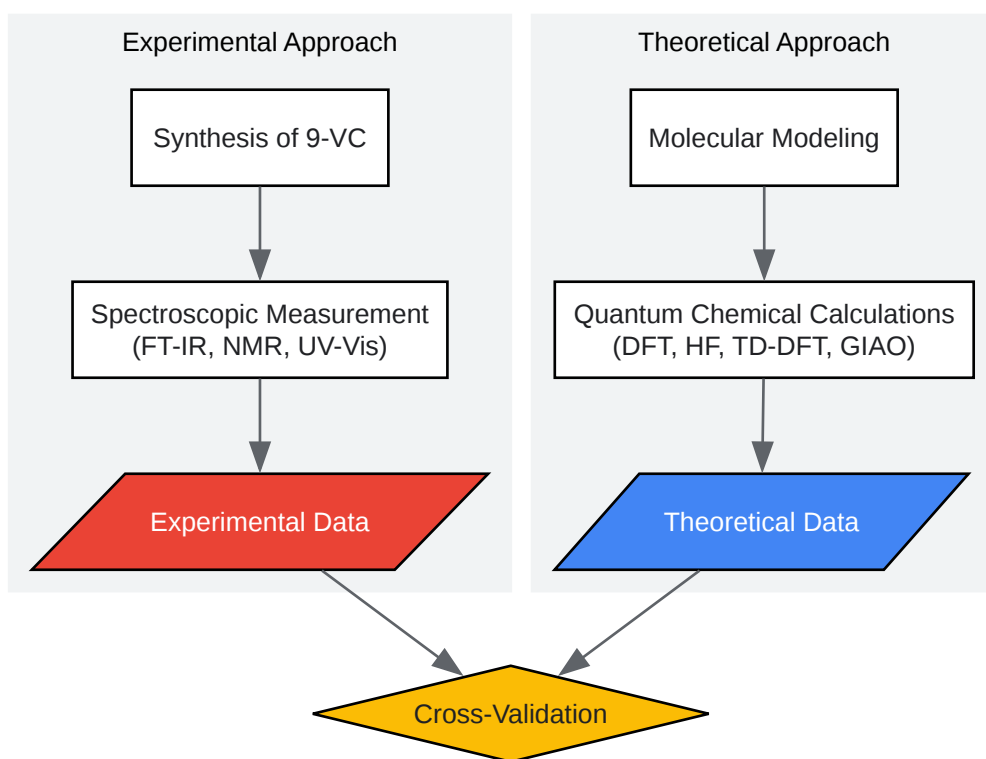 Experimental Approach
Synthesis of 9-VC
Spectroscopic Measurement
(FT-IR, NMR, UV-Vis)
Experimental Data
Theoretical Approach
Molecular Modeling
Quantum Chemical Calculations
(DFT, HF, TD-DFT, GIAO)
Theoretical Data
Cross-Validation